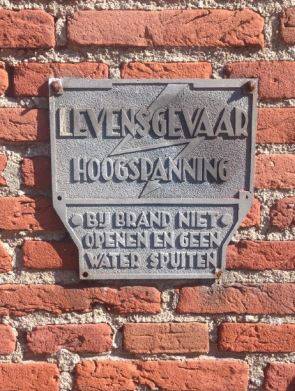 LEVENSGEVAAR
HOOGSPANNING
BIJ BRAND NIET
OPENEN EN GEEN
WATER SPUITEN